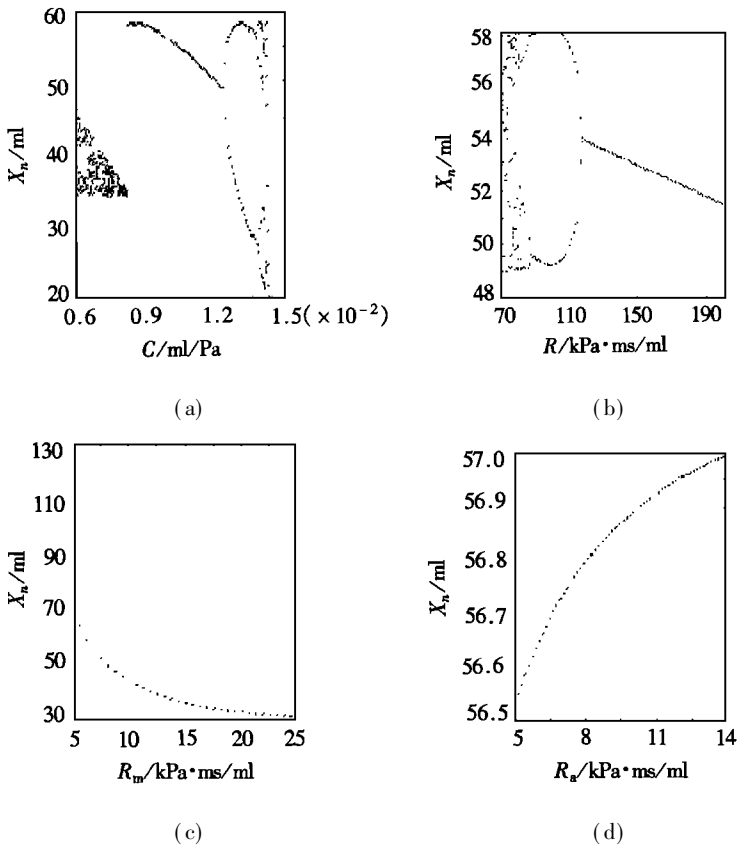 60
50
40
30
20
X_n/ml
0.6 0.9 1.2 1.5(×10⁻²)
C/ml/Pa
(a)
58
56
54
52
50
48
X_n/ml
70 110 150 190
R/kPa·ms/ml
(b)
130
110
90
70
50
30
X_n/ml
5 10 15 20 25
R_m/kPa·ms/ml
(c)
57.0
56.9
56.8
56.7
56.6
56.5
X_n/ml
5 8 11 14
R_a/kPa·ms/ml
(d)